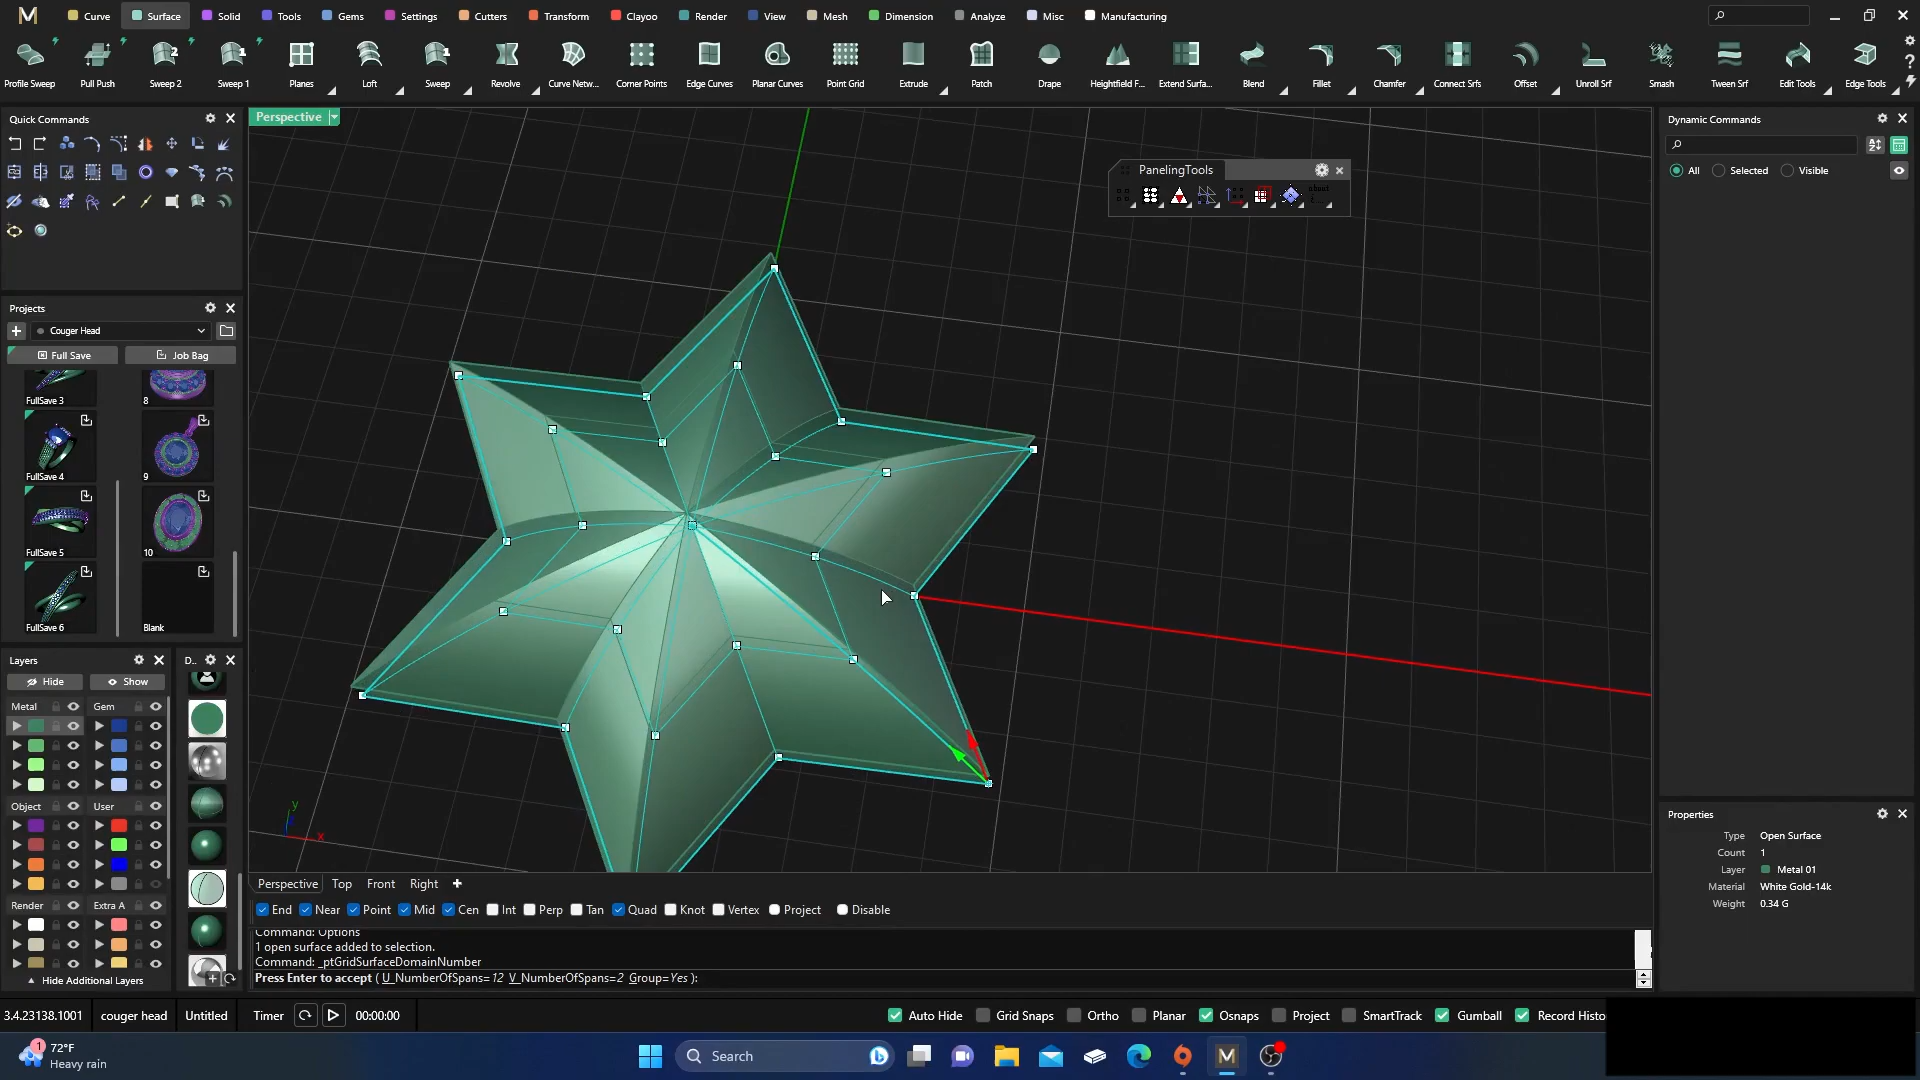 Curve Surface Solid Tools Gems Settings Cutters Transform Clayoo Render View Mesh Dimension Analyze Misc Manufacturing
Profile Sweep Pull Push Sweep 2 Sweep 1 Planes Loft Sweep Revolve Curve Netw... Corner Points Edge Curves Planar Curves Point Grid Extrude Patch Drape Heightfield F... Extend Surfa... Blend Fillet Chamfer Connect Srfs Offset Unroll Srf Smash Tween Srf Edit Tools Edge Tools
Quick Commands
Perspective
Dynamic Commands
All Selected Visible
PanelingTools
Projects
Couger Head
Full Save Job Bag
FullSave 3 8
FullSave 4 9
FullSave 5 10
FullSave 6 Blank
Layers D..
Hide Show
Metal Gem
Object User
Render Extra A
Hide Additional Layers
y
x
Properties
Type Open Surface
Count 1
Layer Metal 01
Material White Gold-14k
Weight 0.34 G
Perspective Top Front Right
End Near Point Mid Cen Int Perp Tan Quad Knot Vertex Project Disable
Command: Options
1 open surface added to selection.
Command: _ptGridSurfaceDomainNumber
Press Enter to accept ( U_NumberOfSpans=12 V_NumberOfSpans=2 Group=Yes ):
3.4.23138.1001 couger head Untitled Timer 00:00:00 Auto Hide Grid Snaps Ortho Planar Osnaps Project SmartTrack Gumball Record Histo
1
72°F
Heavy rain
Search